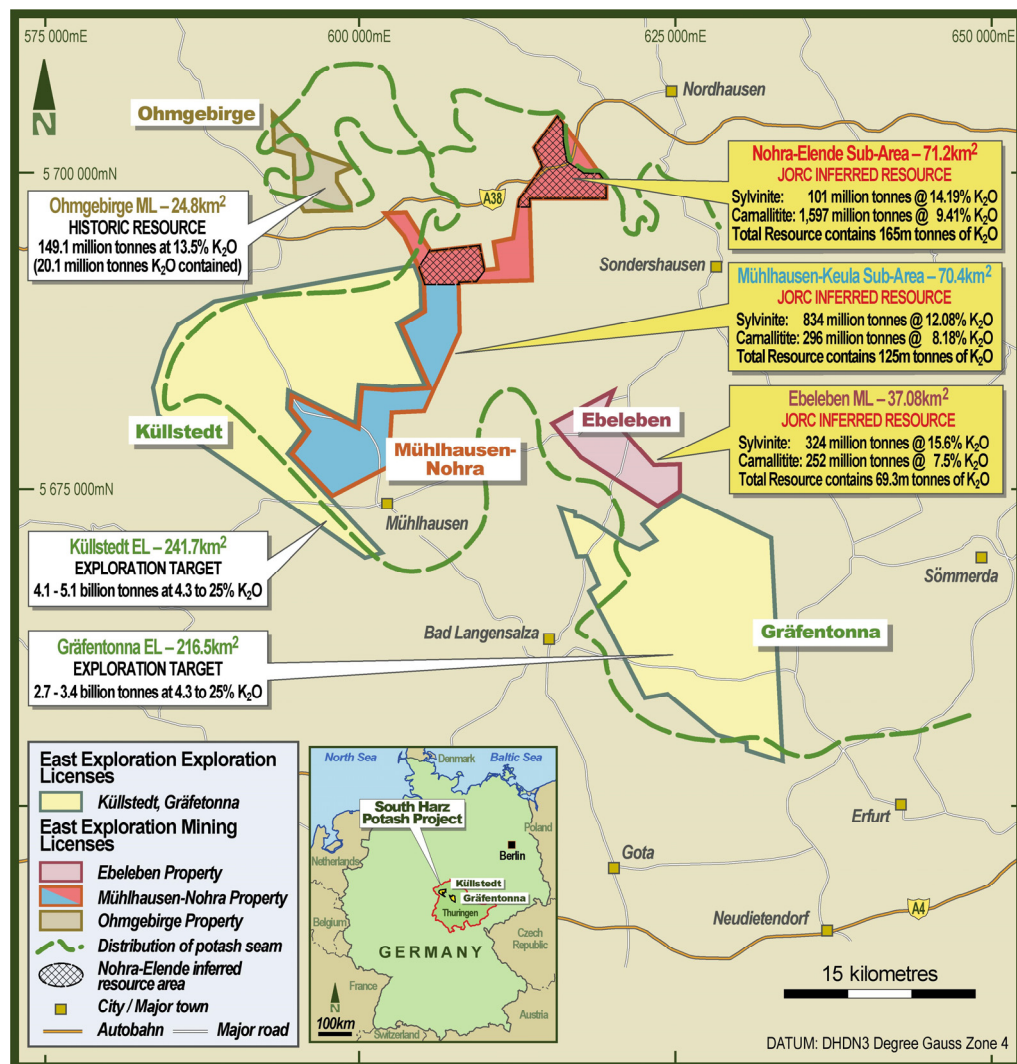 575 000mE
600 000mE
625 000mE
650 000mE
N
Nordhausen
Ohmgebirge
5 700 000mN
A38
Nohra-Elende Sub-Area – 71.2km²
JORC INFERRED RESOURCE
Sylvinite: 101 million tonnes @ 14.19% K₂O
Carnallitite: 1,597 million tonnes @ 9.41% K₂O
Total Resource contains 165m tonnes of K₂O
Ohmgebirge ML – 24.8km²
HISTORIC RESOURCE
149.1 million tonnes at 13.5% K₂O
(20.1 million tonnes K₂O contained)
Sondershausen
Mühlhausen-Keula Sub-Area – 70.4km²
JORC INFERRED RESOURCE
Sylvinite: 834 million tonnes @ 12.08% K₂O
Carnallitite: 296 million tonnes @ 8.18% K₂O
Total Resource contains 125m tonnes of K₂O
Ebeleben ML – 37.08km²
JORC INFERRED RESOURCE
Sylvinite: 324 million tonnes @ 15.6% K₂O
Carnallitite: 252 million tonnes @ 7.5% K₂O
Total Resource contains 69.3m tonnes of K₂O
Küllstedt
Mühlhausen-
Nohra
Ebeleben
5 675 000mN
Mühlhausen
Küllstedt EL – 241.7km²
EXPLORATION TARGET
4.1 - 5.1 billion tonnes at 4.3 to 25% K₂O
Sömmerda
Bad Langensalza
Gräfentonna
Gräfentonna EL – 216.5km²
EXPLORATION TARGET
2.7 - 3.4 billion tonnes at 4.3 to 25% K₂O
East Exploration Exploration
Licenses
Küllstedt, Gräfetonna
East Exploration Mining
Licenses
Ebeleben Property
Mühlhausen-Nohra Property
Ohmgebirge Property
Distribution of potash seam
Nohra-Elende inferred
resource area
City / Major town
Autobahn
Major road
North Sea
Baltic Sea
Denmark
South Harz
Potash Project
Poland
Berlin
Netherlands
Küllstedt
Gräfentonna
Thuringen
Belgium
GERMANY
Czech
Republic
France
N
100km
Austria
Switzerland
Erfurt
Gota
Neudietendorf
A4
15 kilometres
DATUM: DHDN3 Degree Gauss Zone 4